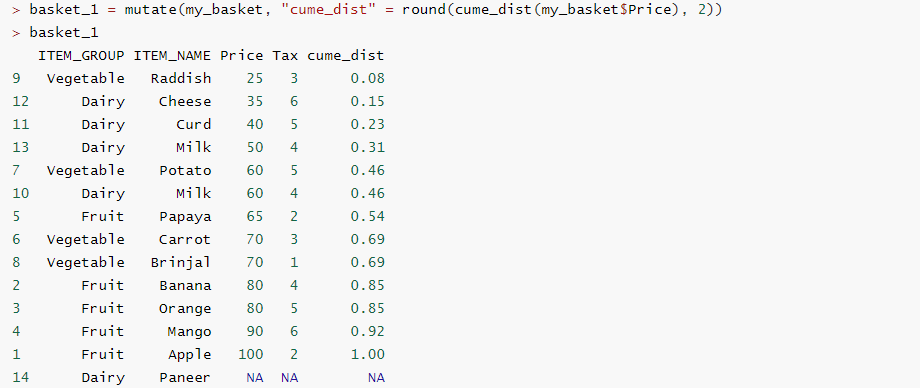 > basket_1 = mutate(my_basket, "cume_dist" = round(cume_dist(my_basket$Price), 2))
> basket_1
ITEM_GROUP ITEM_NAME Price Tax cume_dist
9 Vegetable Raddish 25 3 0.08
12 Dairy Cheese 35 6 0.15
11 Dairy Curd 40 5 0.23
13 Dairy Milk 50 4 0.31
7 Vegetable Potato 60 5 0.46
10 Dairy Milk 60 4 0.46
5 Fruit Papaya 65 2 0.54
6 Vegetable Carrot 70 3 0.69
8 Vegetable Brinjal 70 1 0.69
2 Fruit Banana 80 4 0.85
3 Fruit Orange 80 5 0.85
4 Fruit Mango 90 6 0.92
1 Fruit Apple 100 2 1.00
14 Dairy Paneer NA NA NA